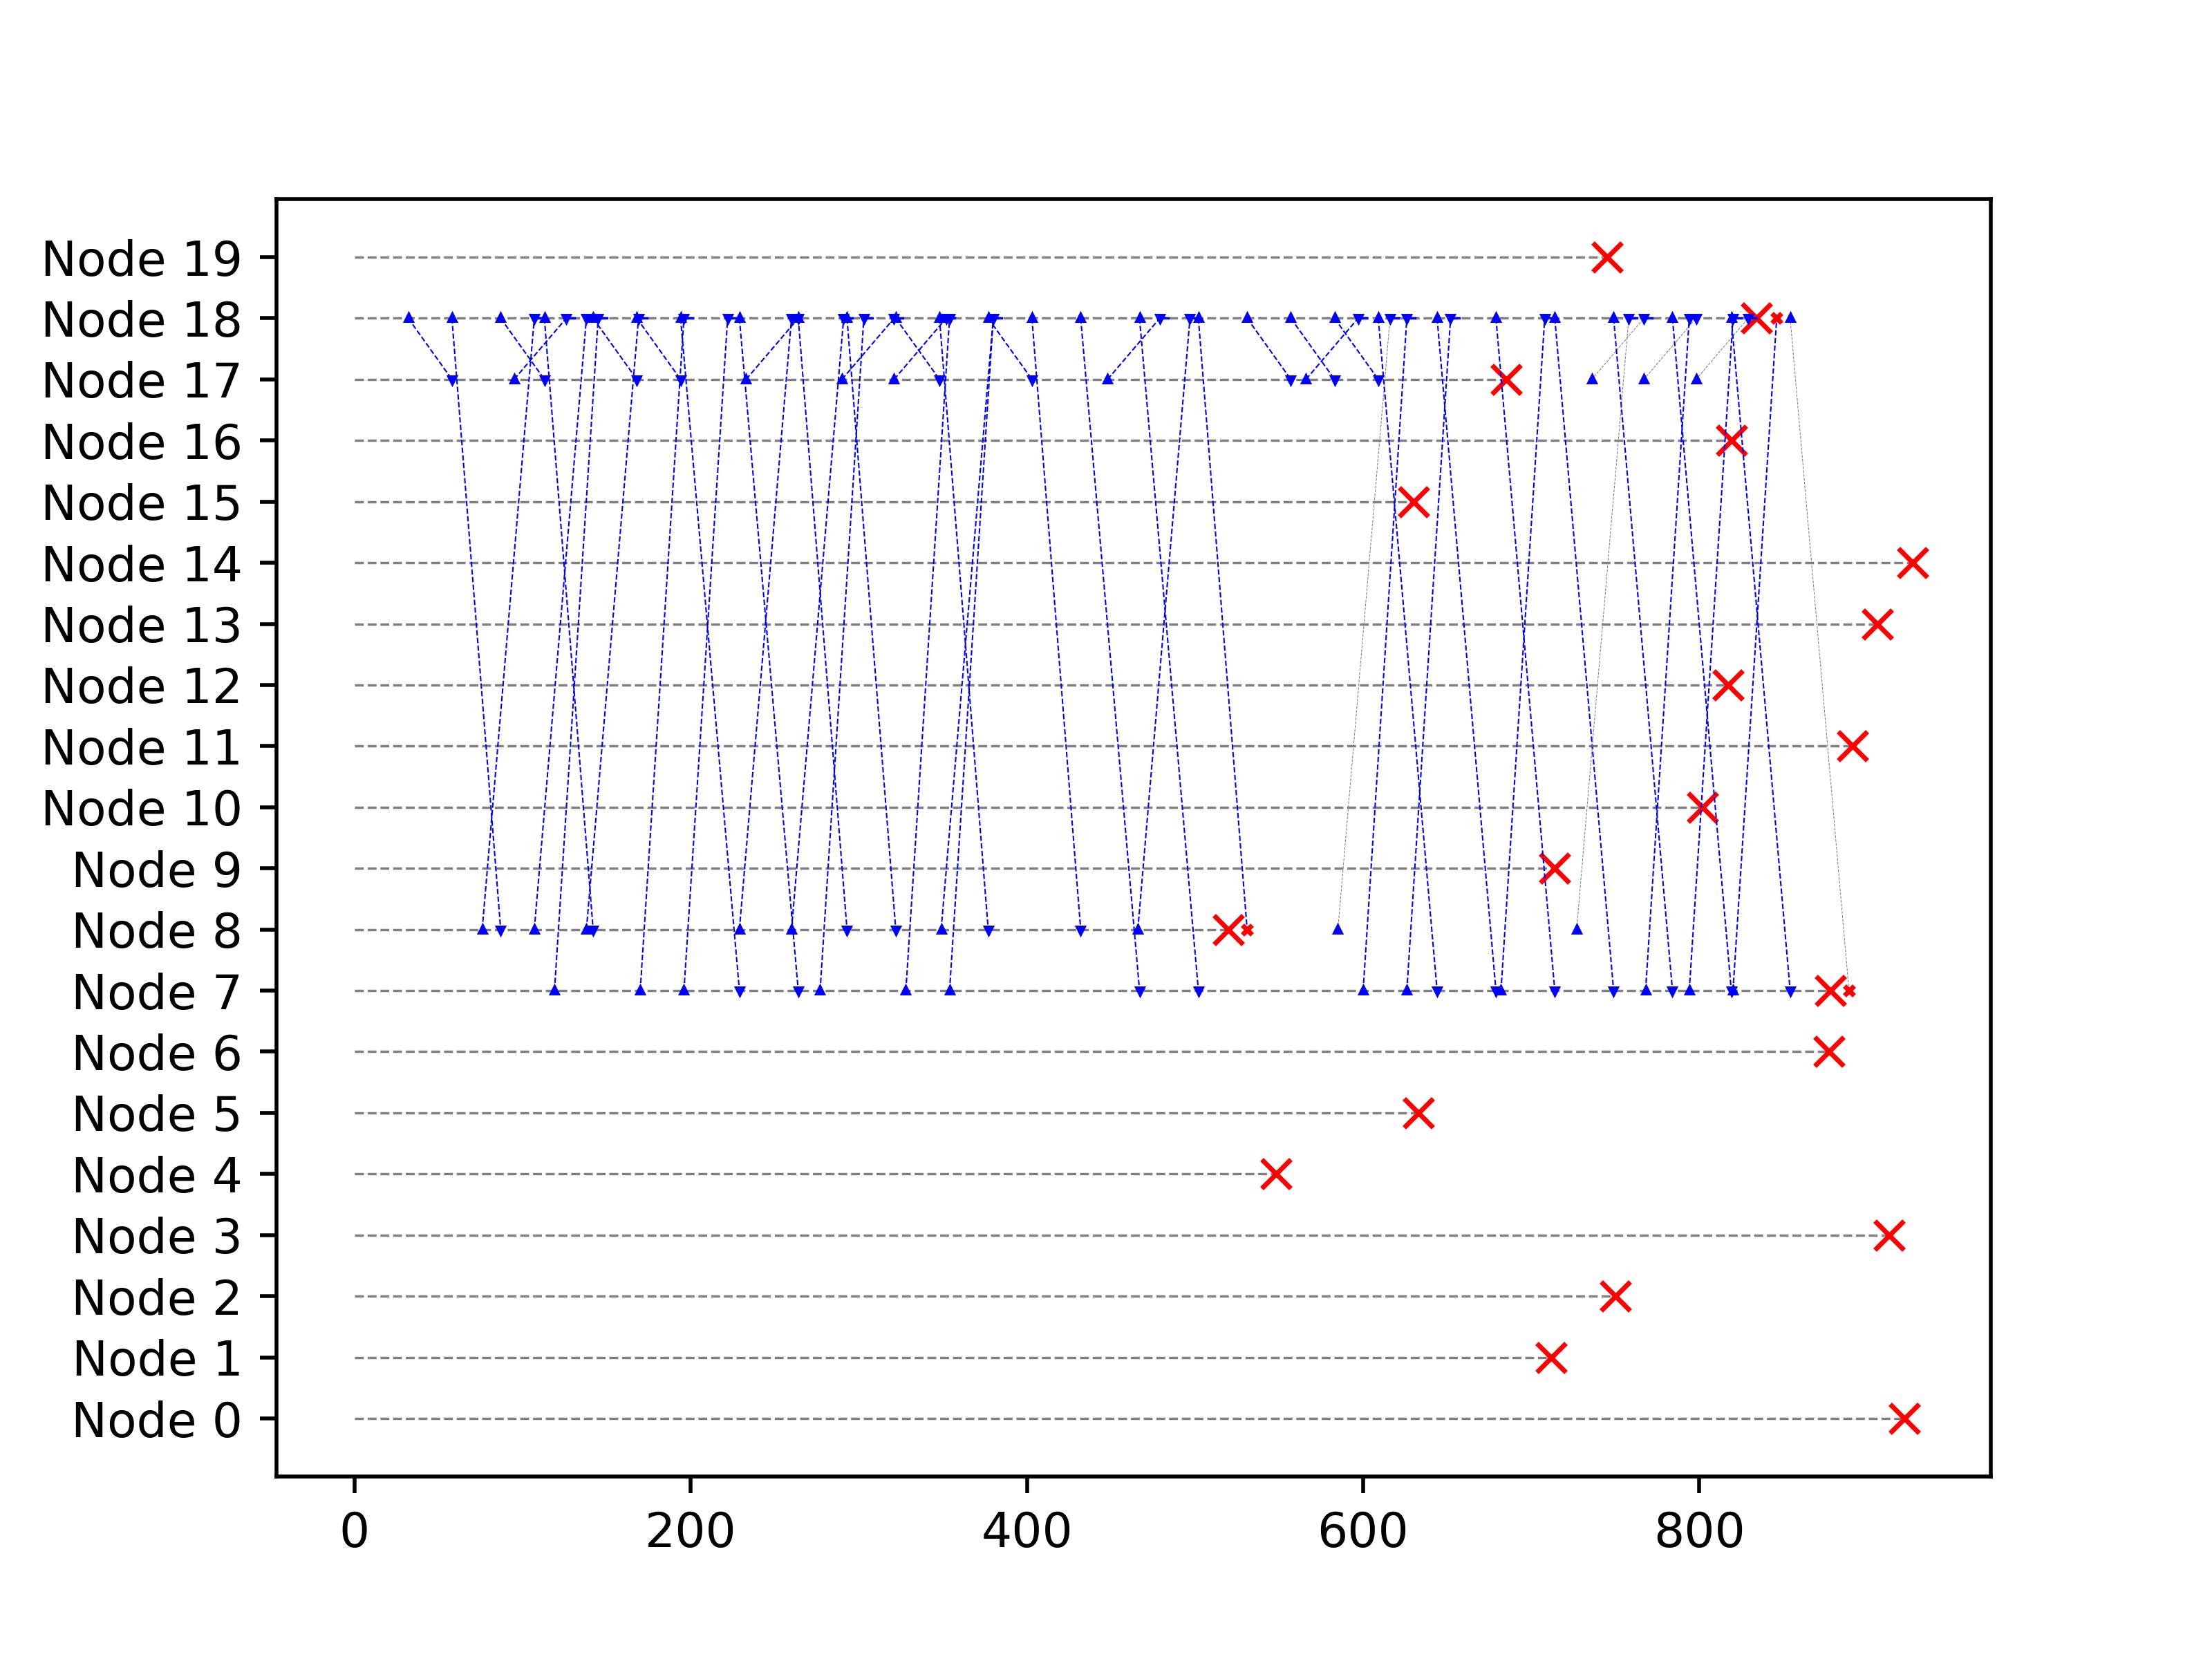 Node 19
Node 18
Node 17
Node 16
Node 15
Node 14
Node 13
Node 12
Node 11
Node 10
Node 9
Node 8
Node 7
Node 6
Node 5
Node 4
Node 3
Node 2
Node 1
Node 0
0 200 400 600 800